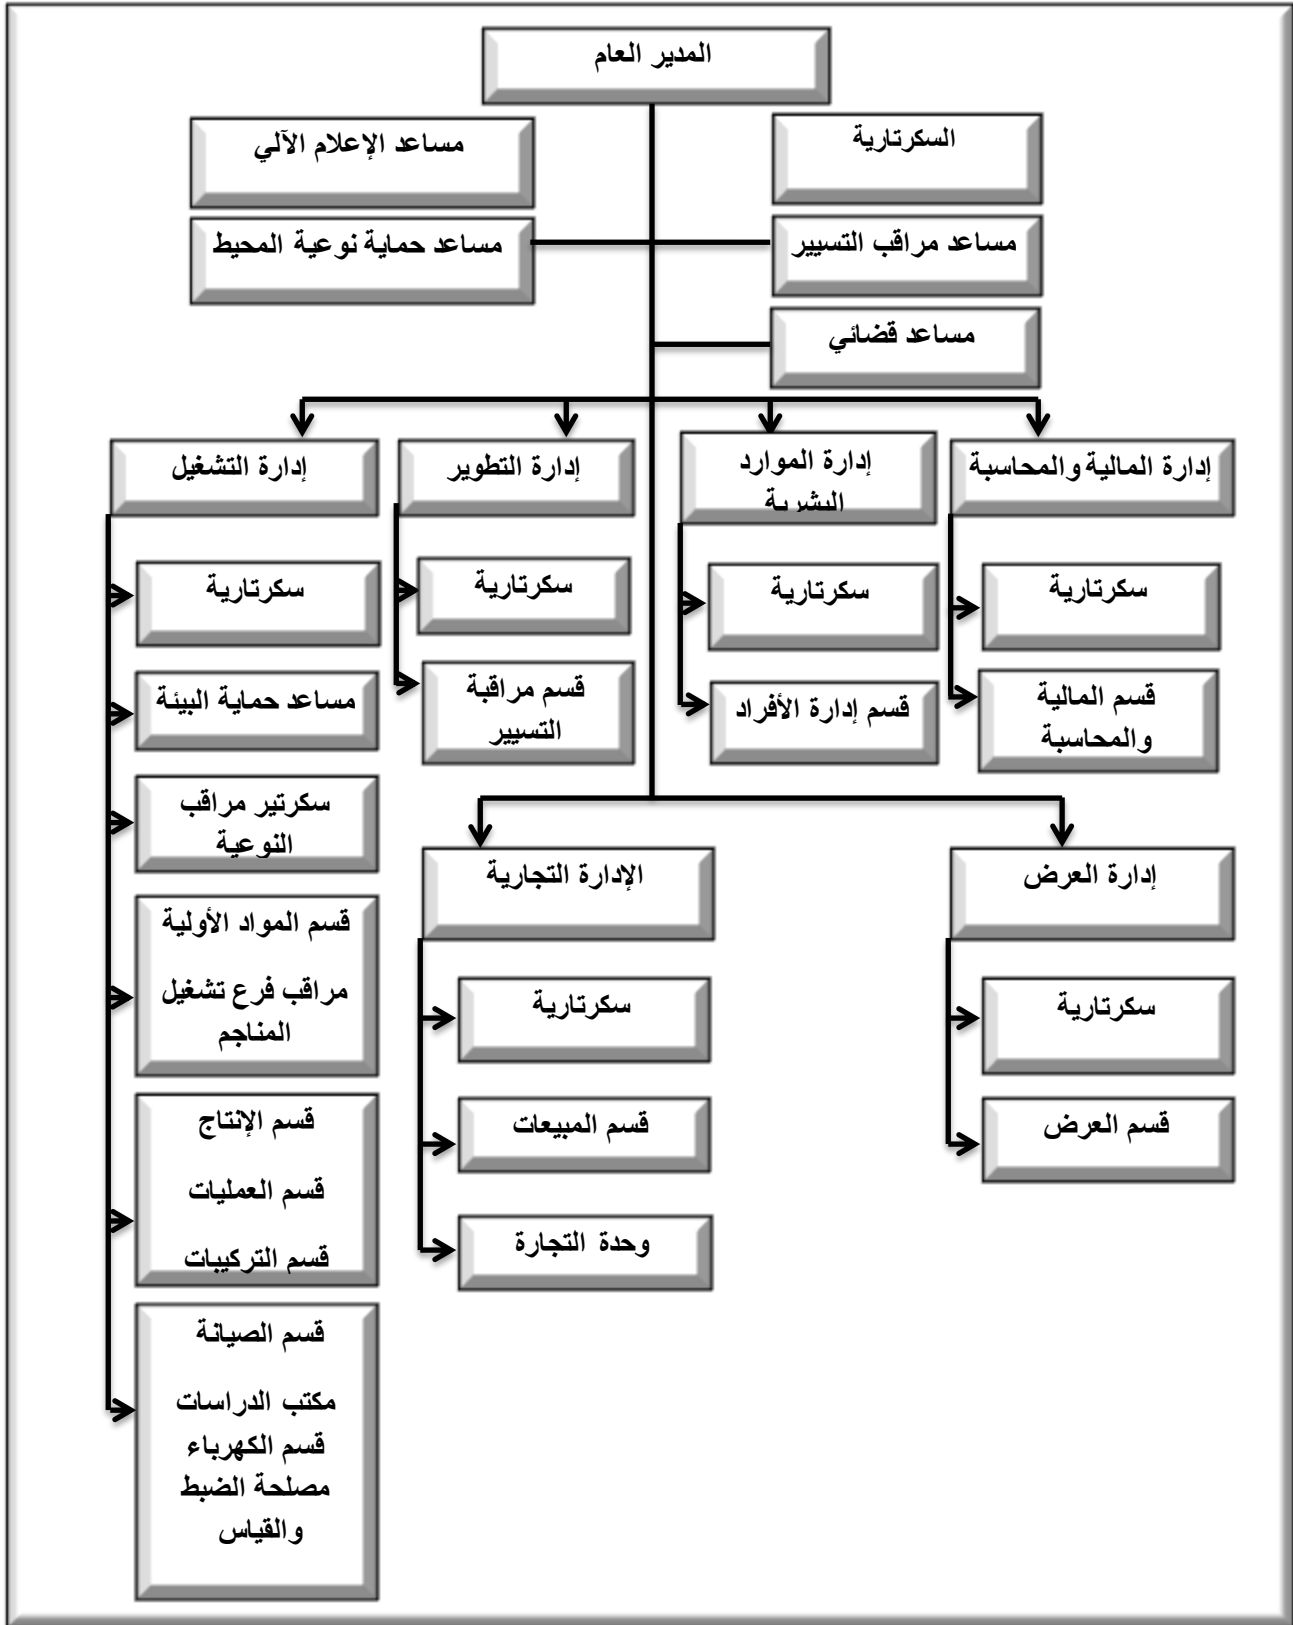 المدير العام
السكرتارية
مساعد الإعلام الآلي
مساعد مراقب التسيير
مساعد حماية نوعية المحيط
مساعد قضائي
إدارة المالية والمحاسبة
سكرتارية
قسم المالية
والمحاسبة
إدارة الموارد
البشرية
سكرتارية
قسم إدارة الأفراد
إدارة التطوير
سكرتارية
قسم مراقبة
التسيير
إدارة التشغيل
سكرتارية
مساعد حماية البيئة
سكرتير مراقب
النوعية
قسم المواد الأولية
مراقب فرع تشغيل
المناجم
قسم الإنتاج
قسم العمليات
قسم التركيبات
قسم الصيانة
مكتب الدراسات
قسم الكهرباء
مصلحة الضبط
والقياس
إدارة العرض
سكرتارية
قسم العرض
الإدارة التجارية
سكرتارية
قسم المبيعات
وحدة التجارة